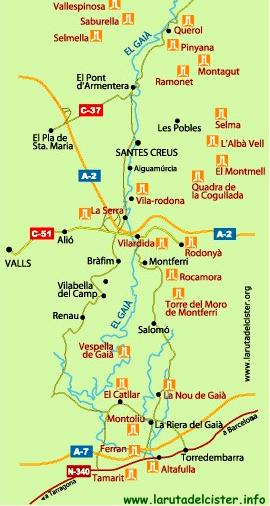 Vallespinosa
Saburella
Selmella
EL GAIÀ
Querol
Pinyana
Montagut
Ramonet
El Pont
d'Armentera
C-37
El Pla de
Sta. Maria
Les Pobles
Selma
L'Albà Vell
SANTES CREUS
El Montmell
Aiguamúrcia
A-2
Quadra de
la Cogullada
Vila-rodona
La Serra
C-51
Alió
Vilardida
A-2
Rodonyà
VALLS
Bràfim
Montferri
Rocamora
Vilabella
del Camp
EL GAIÀ
Torre del Moro
de Montferri
Renau
Salomó
www.larutadelcister.org
Vespella
de Gaià
El Catllar
La Nou de Gaià
Montoliu
La Riera del Gaià
a Barcelona
A-7
Ferran
Torredembarra
N-340
Altafulla
Tamarit
a Tarragona
www.larutadelcister.info